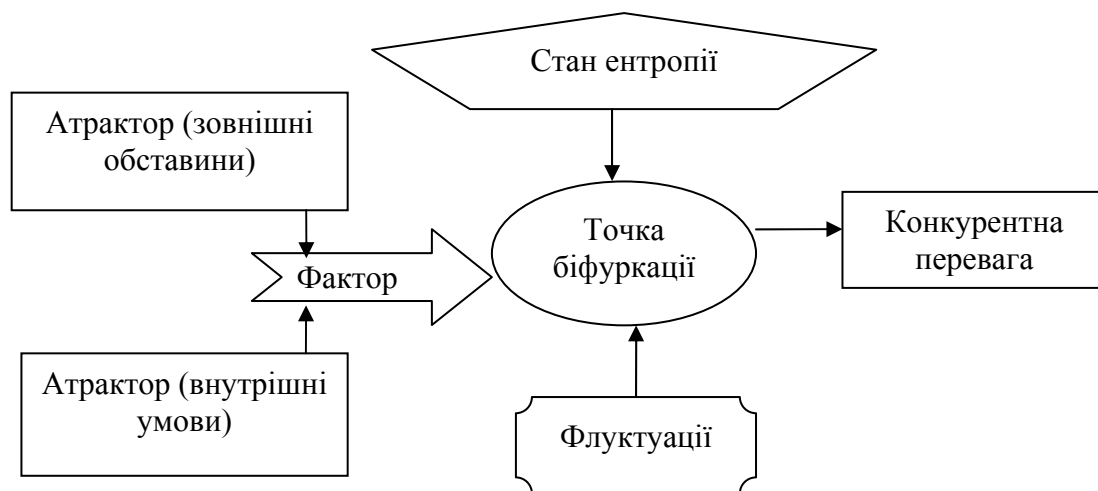 Стан ентропії
Атрактор (зовнішні
обставини)
Точка
біфуркації
Конкурентна
перевага
Фактор
Атрактор (внутрішні
умови)
Флуктуації